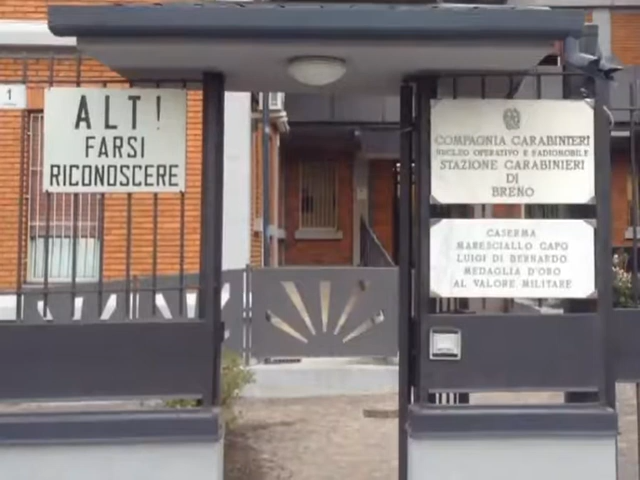 1
ALT!
FARSI
RICONOSCERE
COMPAGNIA CARABINIERI
NUCLEO OPERATIVO E RADIOMOBILE
STAZIONE CARABINIERI
DI
BRENO
CASERMA
MARESCIALLO CAPO
LUIGI DI BERNARDO
MEDAGLIA D'ORO
AL VALORE MILITARE